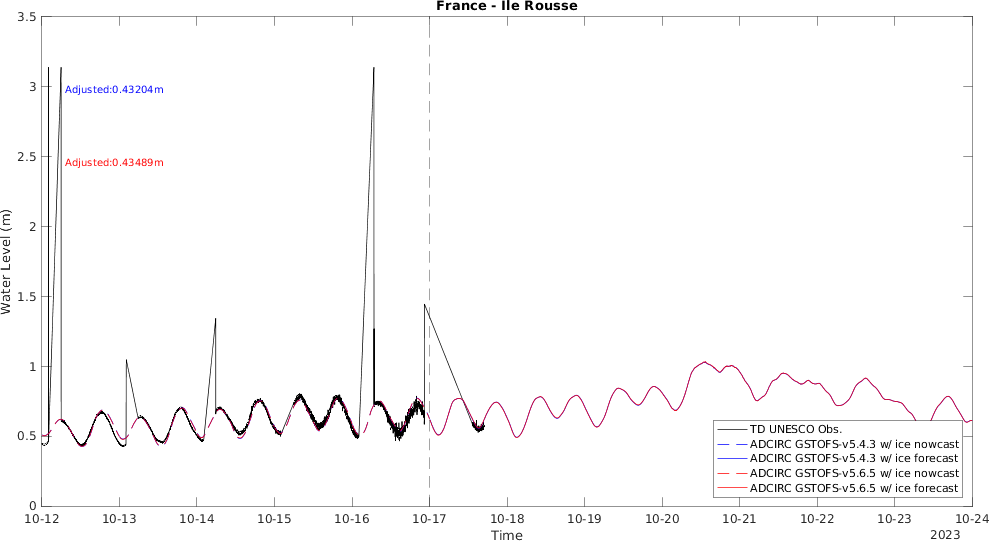 France - Ile Rousse
Water Level (m)
3.5
3
2.5
2
1.5
1
0.5
0
Adjusted:0.43204m
Adjusted:0.43489m
TD UNESCO Obs.
ADCIRC GSTOFS-v5.4.3 w/ ice nowcast
ADCIRC GSTOFS-v5.4.3 w/ ice forecast
ADCIRC GSTOFS-v5.6.5 w/ ice nowcast
ADCIRC GSTOFS-v5.6.5 w/ ice forecast
10-12 10-13 10-14 10-15 10-16 10-17 10-18 10-19 10-20 10-21 10-22 10-23 10-24
Time
2023